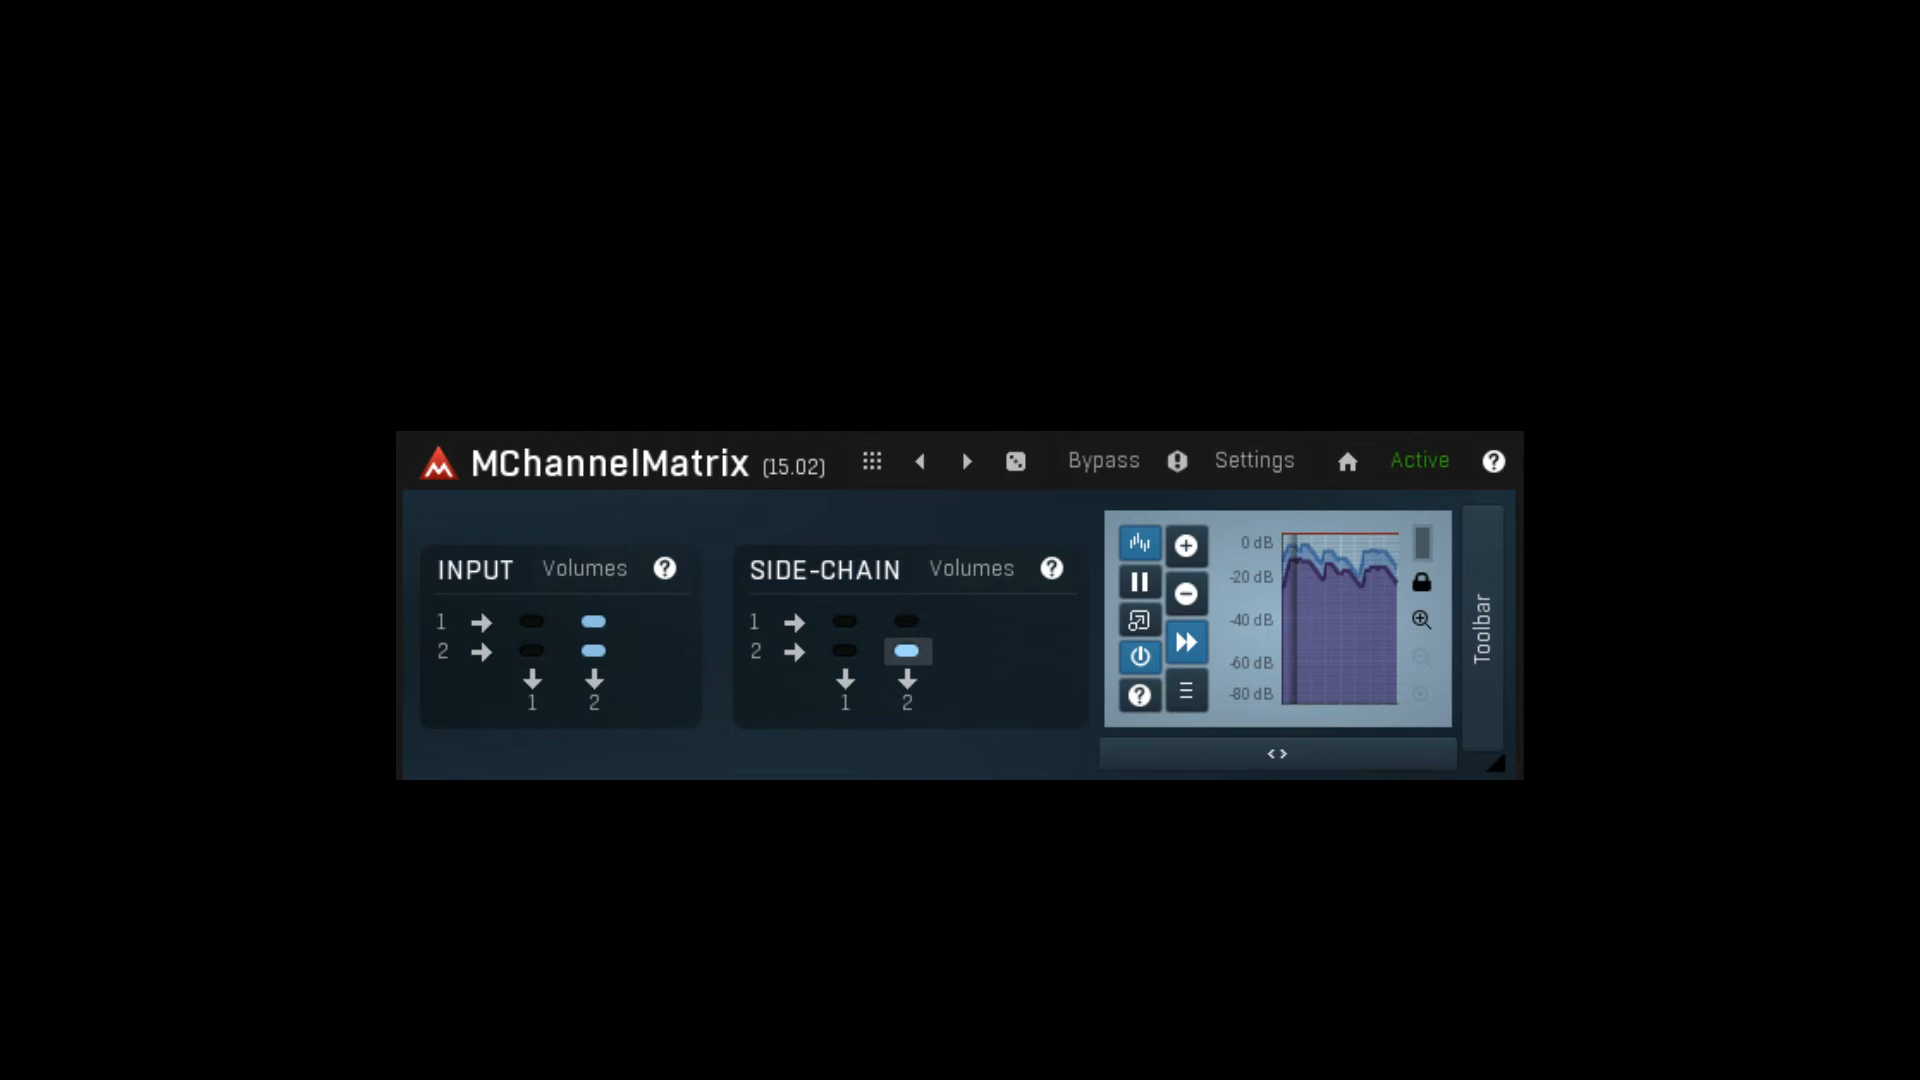 MChannelMatrix (15.02) Bypass Settings Active ?
INPUT Volumes ?
1
2
1 2
SIDE-CHAIN Volumes ?
1
2
1 2
0 dB
-20 dB
-40 dB
-60 dB
-80 dB
?
<>
Toolbar